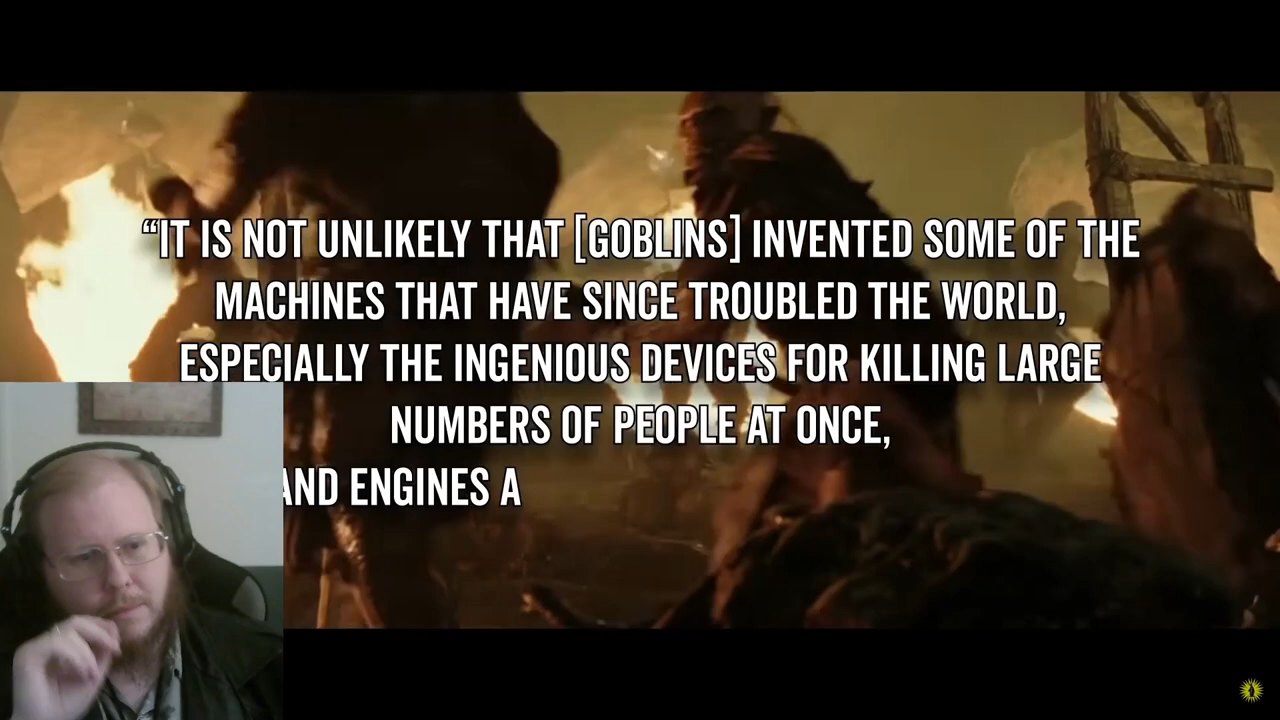 “IT IS NOT UNLIKELY THAT [GOBLINS] INVENTED SOME OF THE
MACHINES THAT HAVE SINCE TROUBLED THE WORLD,
ESPECIALLY THE INGENIOUS DEVICES FOR KILLING LARGE
NUMBERS OF PEOPLE AT ONCE,
AND ENGINES A